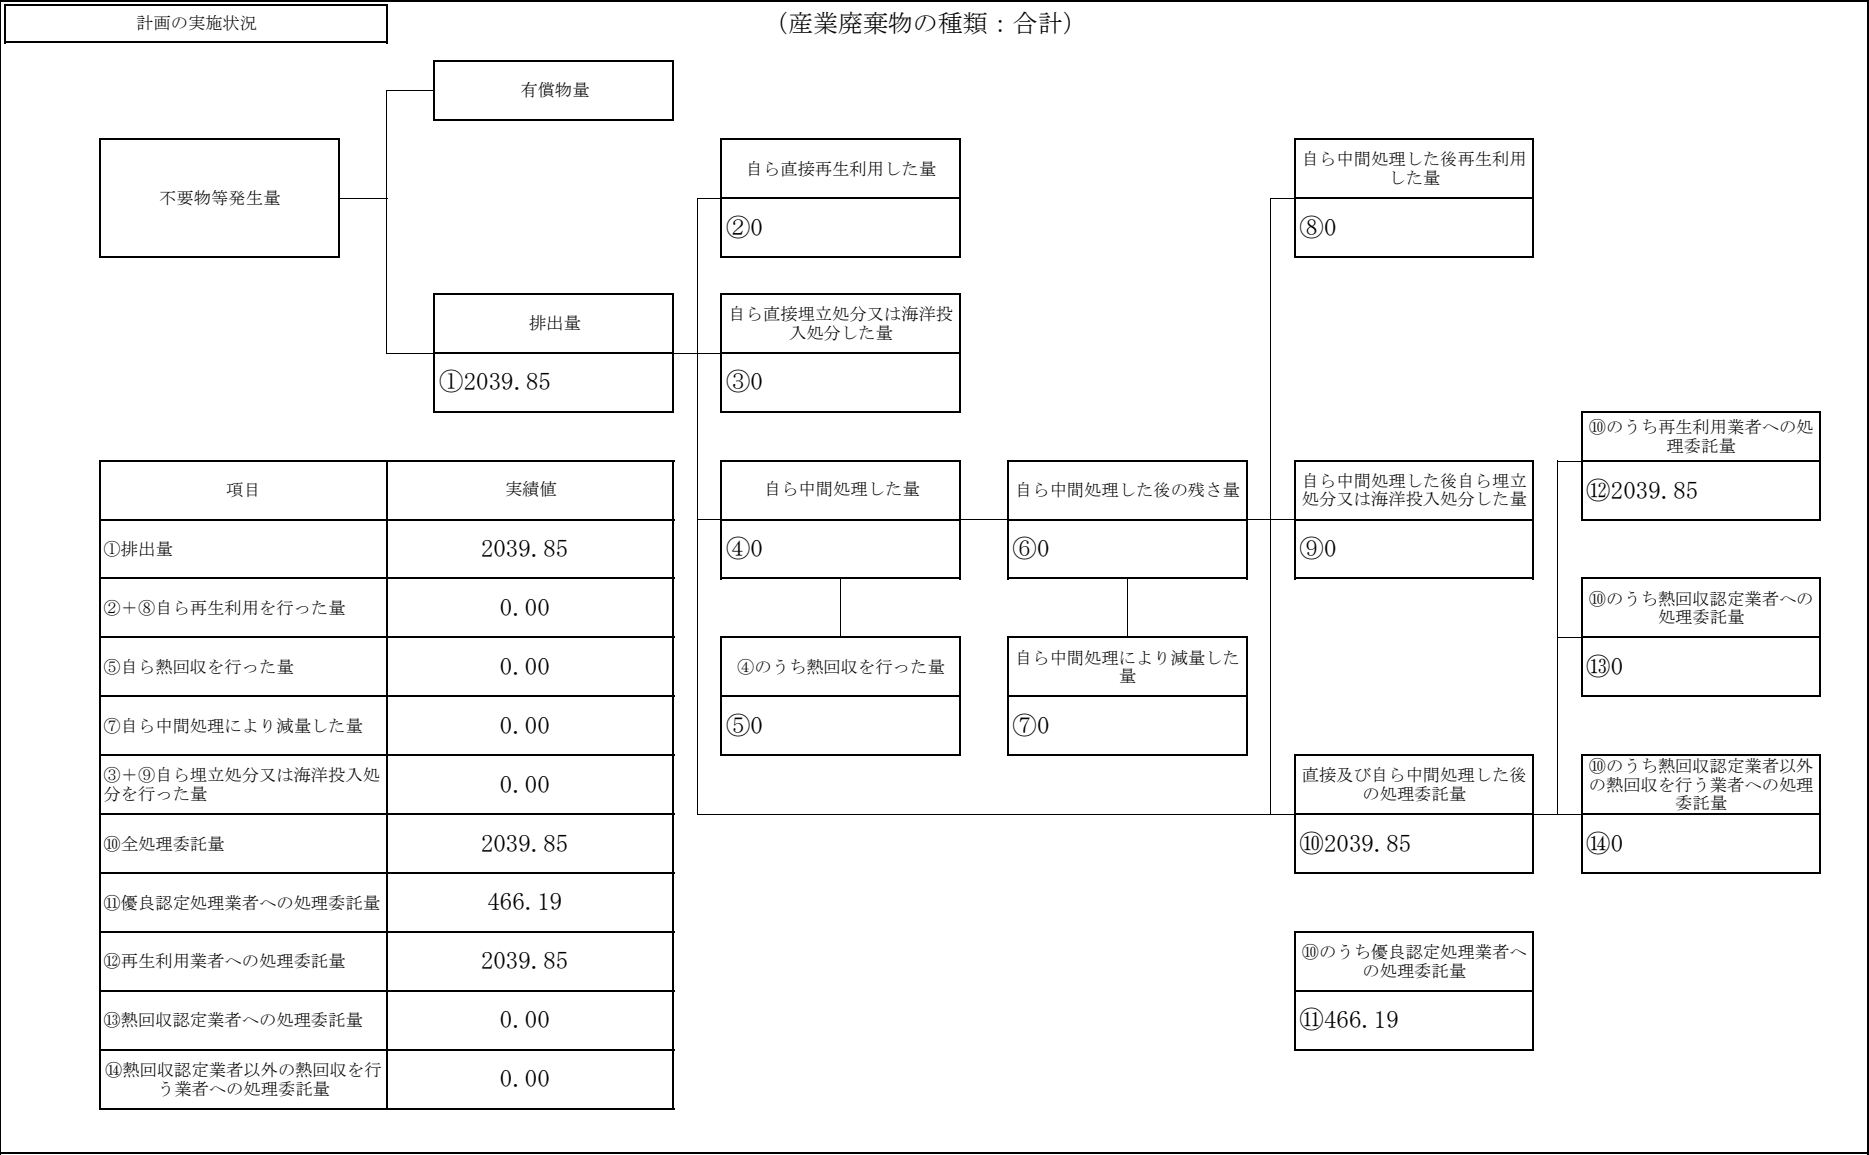 計画の実施状況
（産業廃棄物の種類：合計）
有償物量
不要物等発生量
排出量
①2039.85
自ら直接再生利用した量
②0
自ら直接埋立処分又は海洋投
入処分した量
③0
自ら中間処理した量
④0
④のうち熱回収を行った量
⑤0
自ら中間処理した後の残さ量
⑥0
自ら中間処理により減量した
量
⑦0
自ら中間処理した後再生利用
した量
⑧0
自ら中間処理した後自ら埋立
処分又は海洋投入処分した量
⑨0
直接及び自ら中間処理した後
の処理委託量
⑩2039.85
⑩のうち優良認定処理業者へ
の処理委託量
⑪466.19
⑩のうち再生利用業者への処
理委託量
⑫2039.85
⑩のうち熱回収認定業者への
処理委託量
⑬0
⑩のうち熱回収認定業者以外
の熱回収を行う業者への処理
委託量
⑭0
項目 実績値
①排出量 2039.85
②＋⑧自ら再生利用を行った量 0.00
⑤自ら熱回収を行った量 0.00
⑦自ら中間処理により減量した量 0.00
③＋⑨自ら埋立処分又は海洋投入処
分を行った量 0.00
⑩全処理委託量 2039.85
⑪優良認定処理業者への処理委託量 466.19
⑫再生利用業者への処理委託量 2039.85
⑬熱回収認定業者への処理委託量 0.00
⑭熱回収認定業者以外の熱回収を行
う業者への処理委託量 0.00